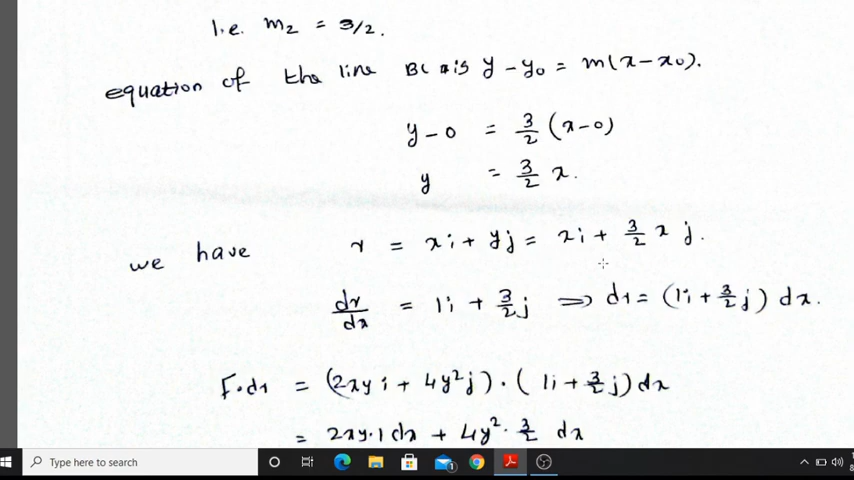 I.e. m₂ = 3/2.
equation of the line BC is y - y₀ = m(x - x₀).
y - 0 = 3/2 (x - 0)
y = 3/2 x.
we have r = xi + yj = xi + 3/2 x j.
dr/dx = 1i + 3/2 j ⟹ dr = (1i + 3/2 j) dx.
F.dr = (2xy i + 4y² j) · (1i + 3/2 j) dx
= 2xy·1 dx + 4y² · 3/2 dx
Type here to search